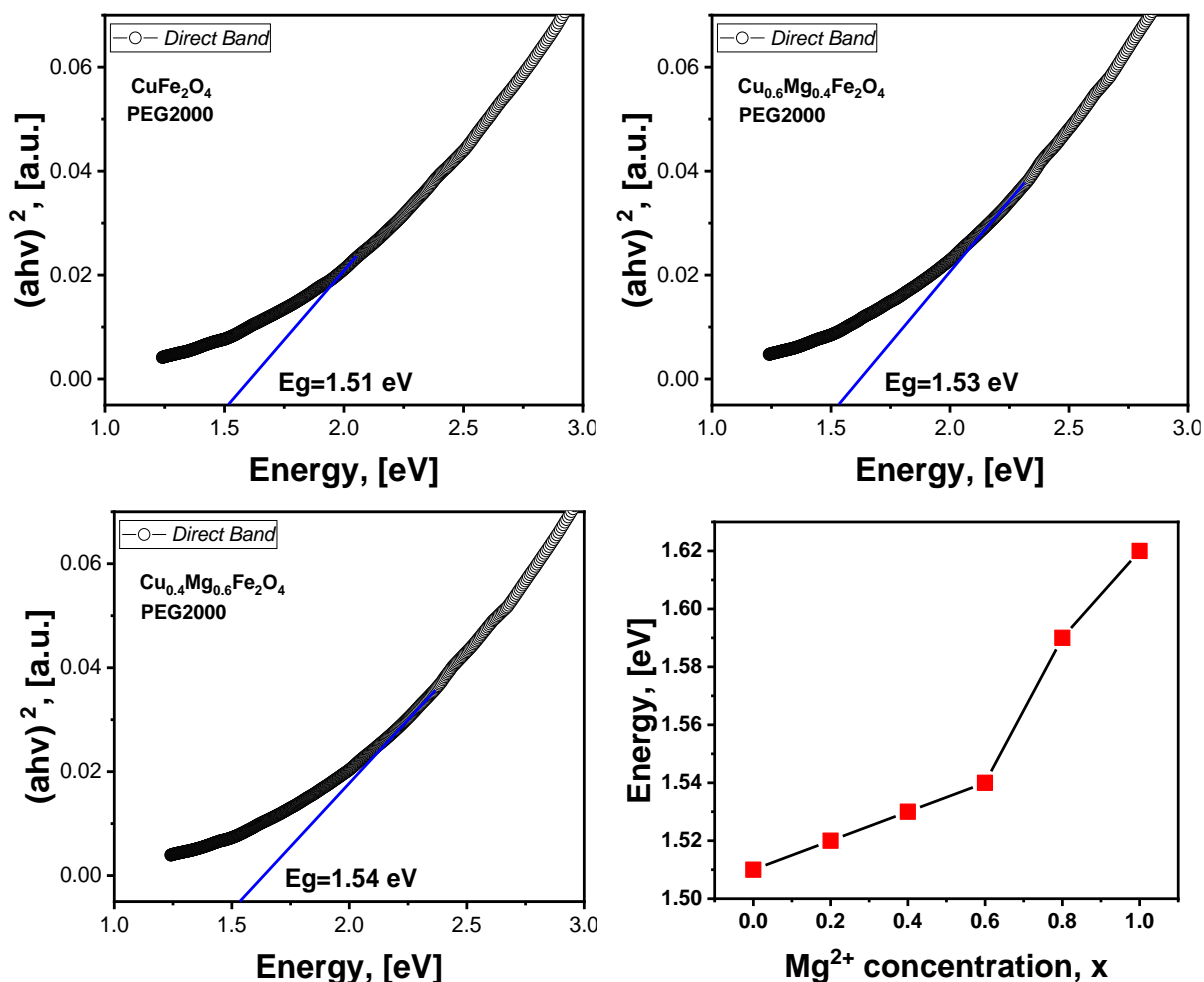 Direct Band
CuFe₂O₄
PEG2000
(ahv) ², [a.u.]
0.06
0.04
0.02
0.00
Eg=1.51 eV
1.0 1.5 2.0 2.5 3.0
Energy, [eV]
Direct Band
Cu₀.₆Mg₀.₄Fe₂O₄
PEG2000
(ahv) ², [a.u.]
0.06
0.04
0.02
0.00
Eg=1.53 eV
1.0 1.5 2.0 2.5 3.0
Energy, [eV]
Direct Band
Cu₀.₄Mg₀.₆Fe₂O₄
PEG2000
(ahv) ², [a.u.]
0.06
0.04
0.02
0.00
Eg=1.54 eV
1.0 1.5 2.0 2.5 3.0
Energy, [eV]
Energy, [eV]
1.62
1.60
1.58
1.56
1.54
1.52
1.50
0.0 0.2 0.4 0.6 0.8 1.0
Mg²⁺ concentration, x